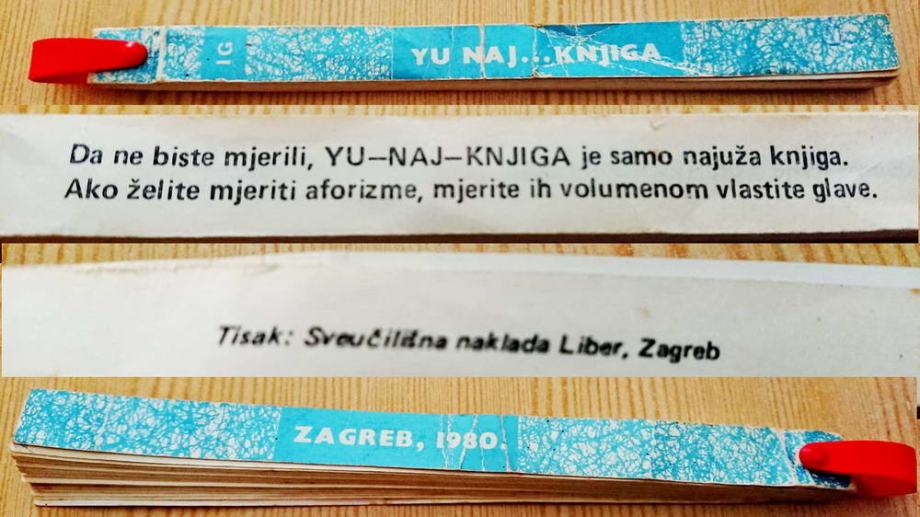 IG
YU NAJ...KNJIGA
Da ne biste mjerili, YU—NAJ—KNJIGA je samo najuža knjiga.
Ako želite mjeriti aforizme, mjerite ih volumenom vlastite glave.
Tisak: Sveučilišna naklada Liber, Zagreb
ZAGREB, 1980.